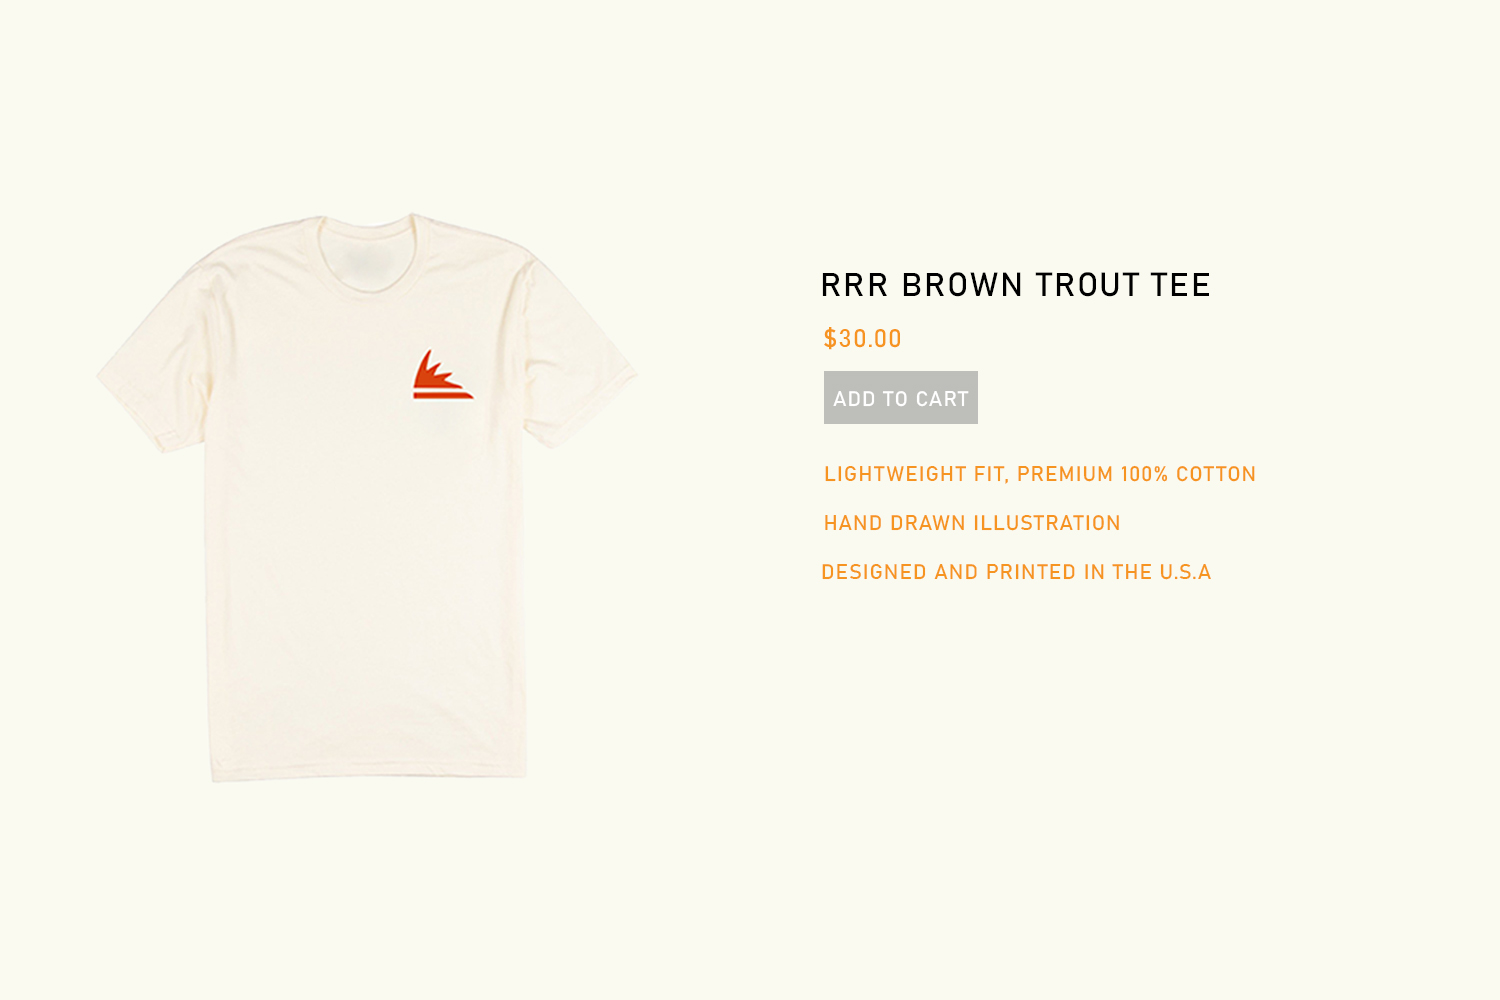 RRR BROWN TROUT TEE
$30.00
ADD TO CART
LIGHTWEIGHT FIT, PREMIUM 100% COTTON
HAND DRAWN ILLUSTRATION
DESIGNED AND PRINTED IN THE U.S.A